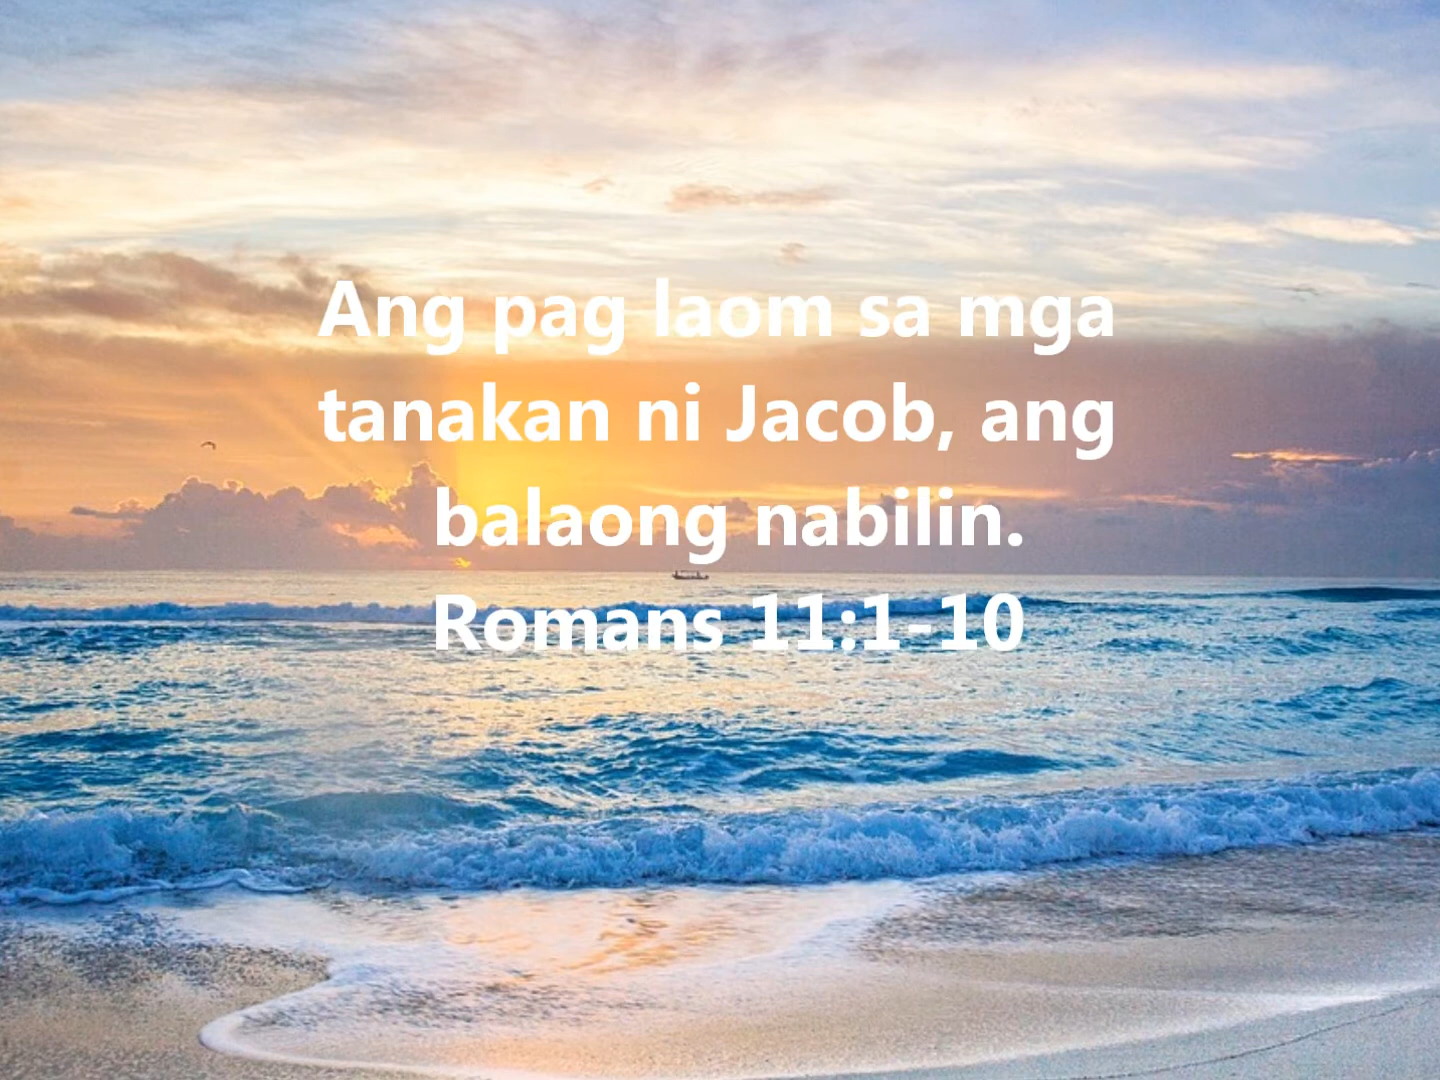 Ang pag laom sa mga
tanakan ni Jacob, ang
balaong nabilin.
Romans 11:1-10